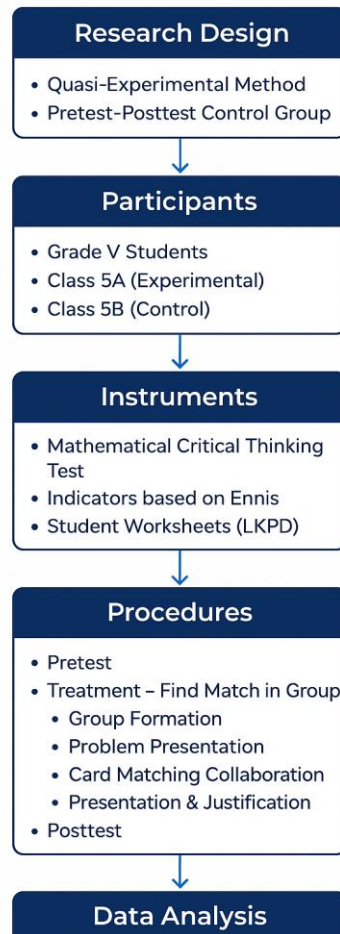 Research Design
• Quasi-Experimental Method
• Pretest-Posttest Control Group
Participants
• Grade V Students
• Class 5A (Experimental)
• Class 5B (Control)
Instruments
• Mathematical Critical Thinking
Test
• Indicators based on Ennis
• Student Worksheets (LKPD)
Procedures
• Pretest
• Treatment – Find Match in Group
• Group Formation
• Problem Presentation
• Card Matching Collaboration
• Presentation & Justification
• Posttest
Data Analysis